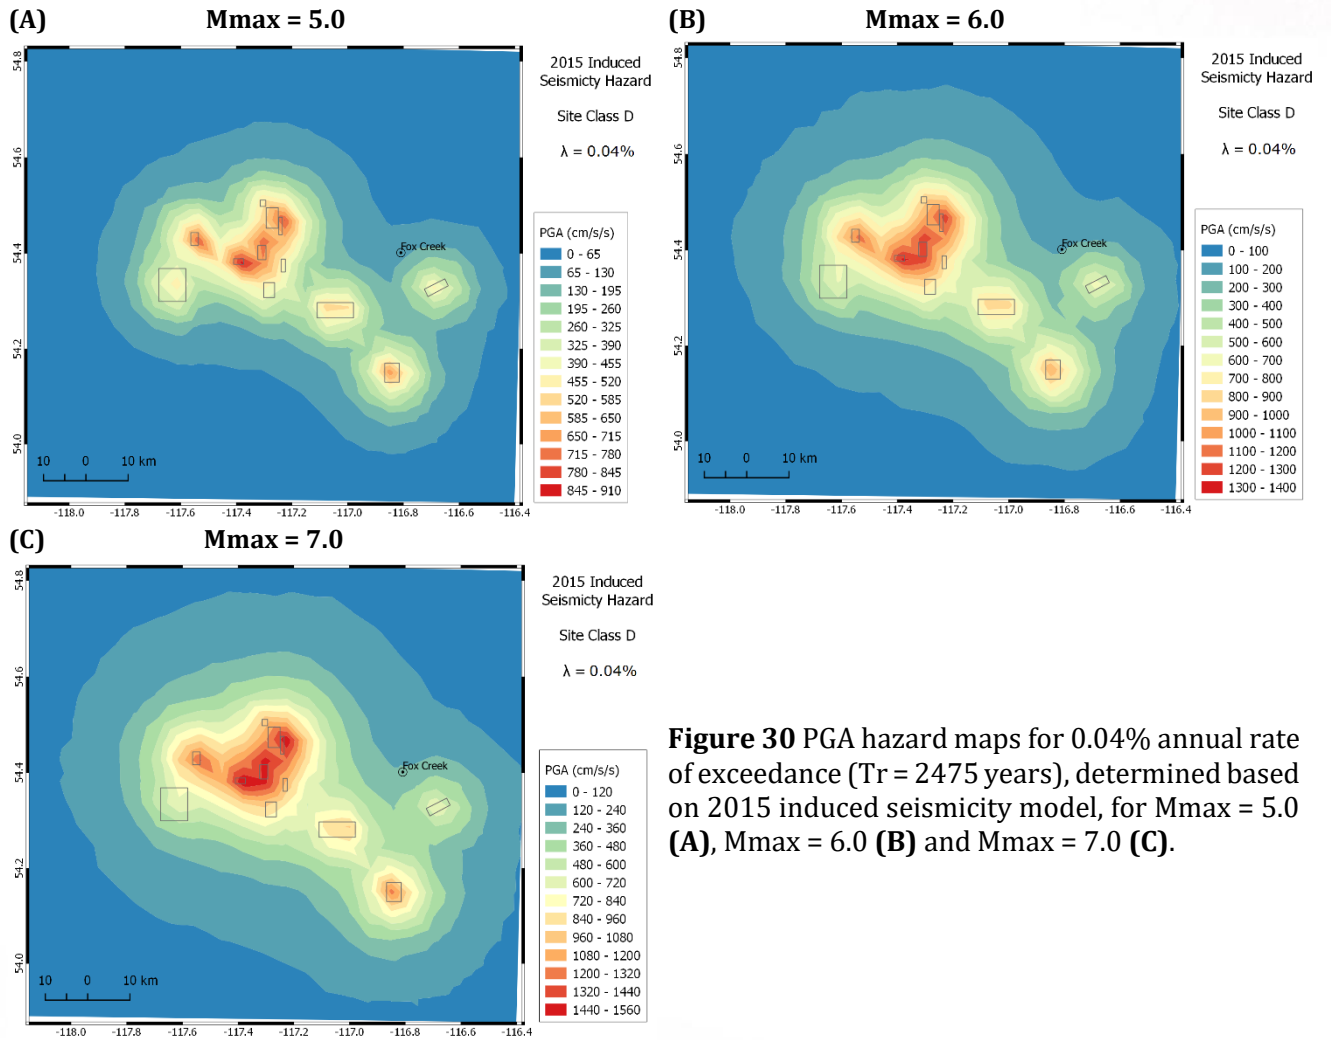 (A)
Mmax = 5.0
54.8
54.6
54.4
54.2
54.0
Fox Creek
10 0 10 km
-118.0 -117.6 -117.4 -117.2 -117.0 -116.8 -116.6 -116.4
2015 Induced
Seismicty Hazard
Site Class D
λ = 0.04%
PGA (cm/s/s)
0 - 65
65 - 130
130 - 195
195 - 260
260 - 325
325 - 390
390 - 455
455 - 520
520 - 585
585 - 650
650 - 715
715 - 780
780 - 845
845 - 910
(B)
Mmax = 6.0
54.8
54.6
54.4
54.2
54.0
Fox Creek
10 0 10 km
-118.0 -117.6 -117.4 -117.2 -117.0 -116.8 -116.6 -116.4
2015 Induced
Seismicty Hazard
Site Class D
λ = 0.04%
PGA (cm/s/s)
0 - 100
100 - 200
200 - 300
300 - 400
400 - 500
500 - 600
600 - 700
700 - 800
800 - 900
900 - 1000
1000 - 1100
1100 - 1200
1200 - 1300
1300 - 1400
(C)
Mmax = 7.0
54.8
54.6
54.4
54.2
54.0
Fox Creek
10 0 10 km
-118.0 -117.6 -117.4 -117.2 -117.0 -116.8 -116.6 -116.4
2015 Induced
Seismicty Hazard
Site Class D
λ = 0.04%
PGA (cm/s/s)
0 - 120
120 - 240
240 - 360
360 - 480
480 - 600
600 - 720
720 - 840
840 - 960
960 - 1080
1080 - 1200
1200 - 1320
1320 - 1440
1440 - 1560
Figure 30 PGA hazard maps for 0.04% annual rate
of exceedance (Tr = 2475 years), determined based
on 2015 induced seismicity model, for Mmax = 5.0
(A), Mmax = 6.0 (B) and Mmax = 7.0 (C).